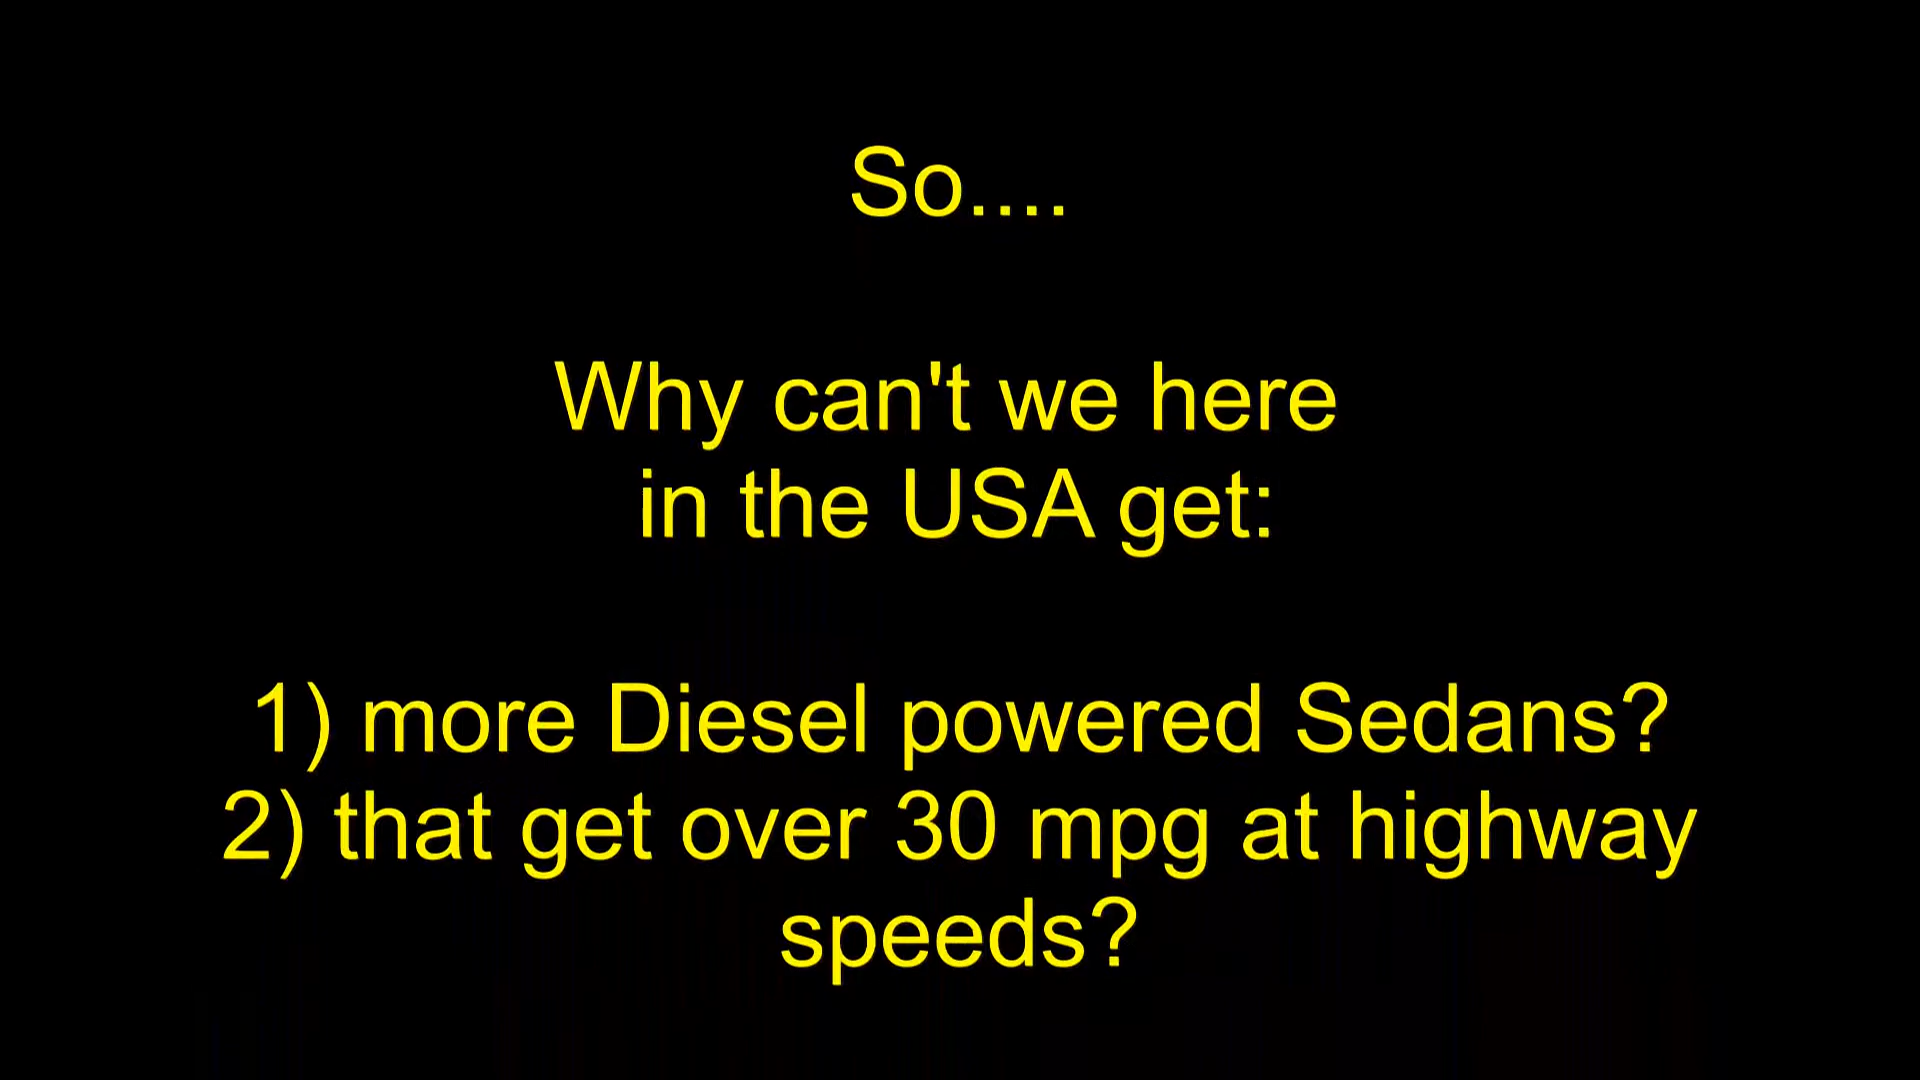 So....
Why can't we here
in the USA get:
1) more Diesel powered Sedans?
2) that get over 30 mpg at highway
speeds?